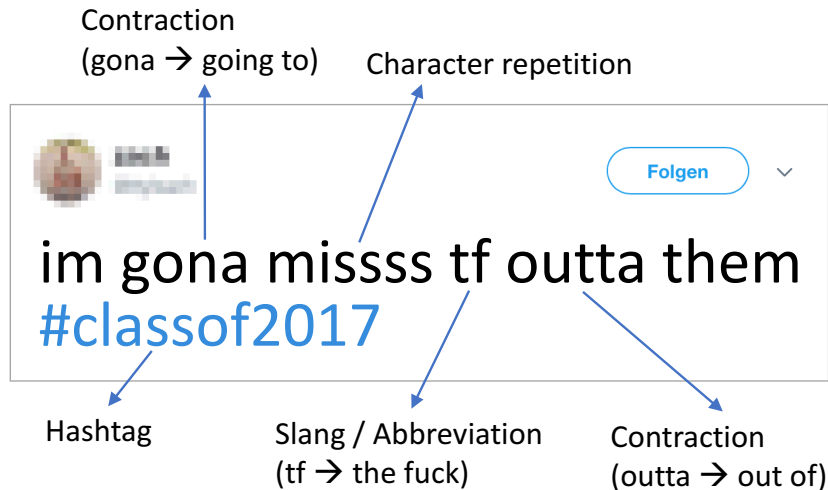 Contraction
(gona → going to)
Character repetition
Folgen
im gona missss tf outta them
#classof2017
Hashtag
Slang / Abbreviation
(tf → the fuck)
Contraction
(outta → out of)